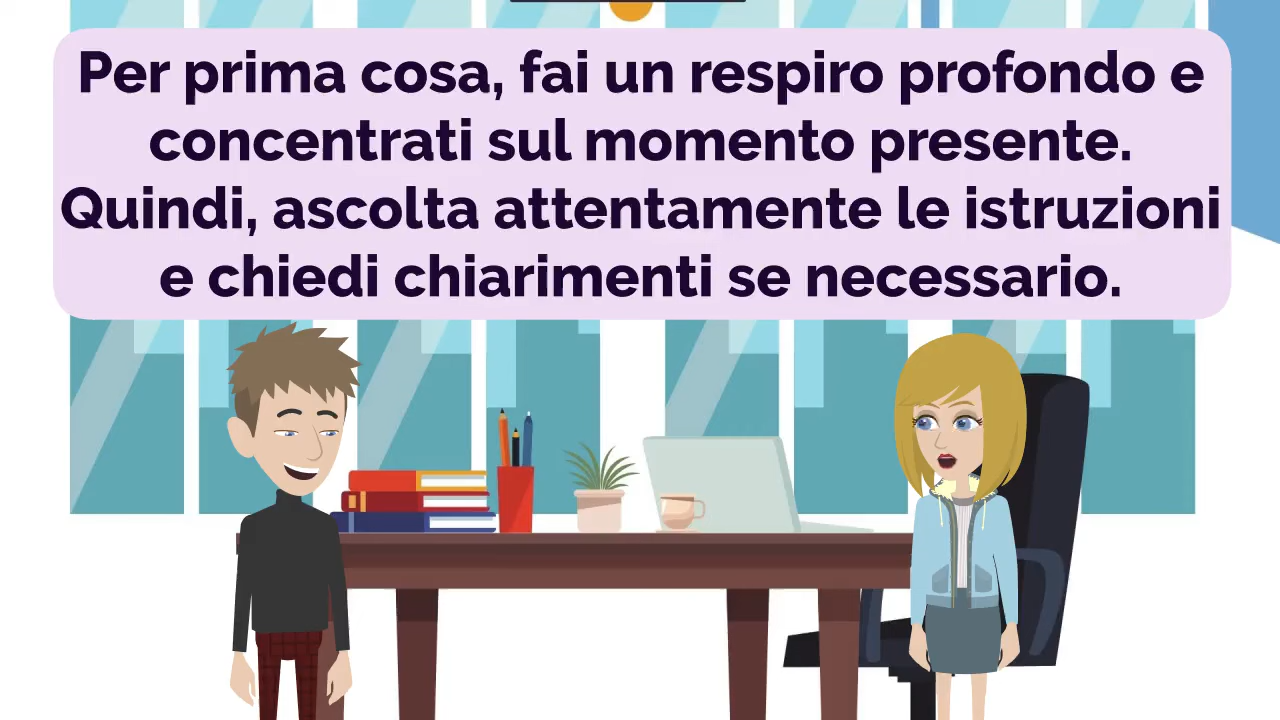 Per prima cosa, fai un respiro profondo e
concentrati sul momento presente.
Quindi, ascolta attentamente le istruzioni
e chiedi chiarimenti se necessario.